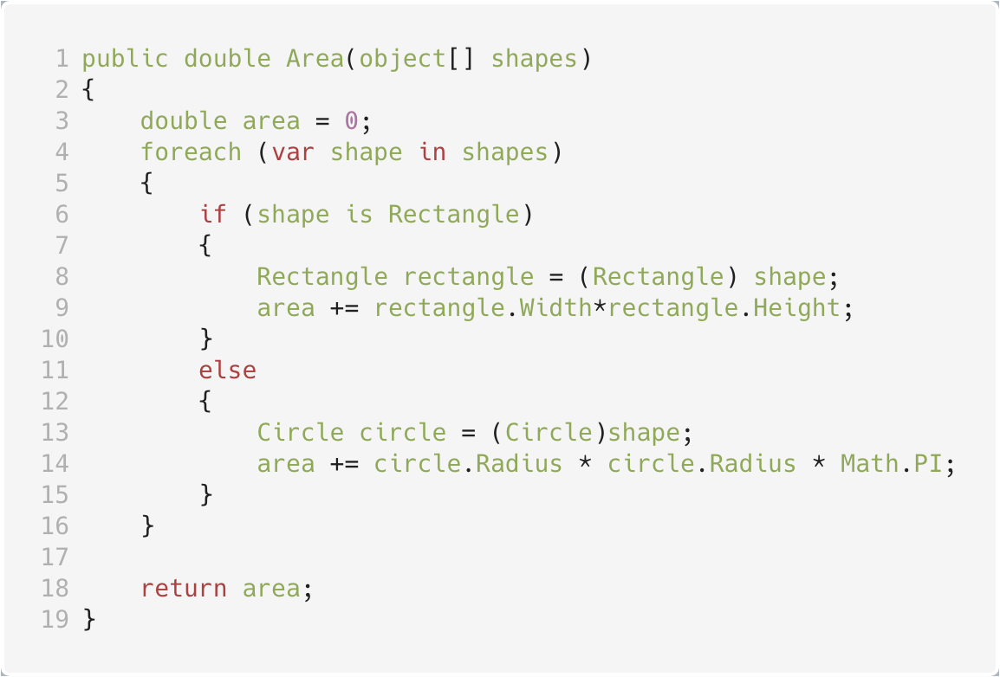 1 public double Area(object[] shapes)
2 {
3     double area = 0;
4     foreach (var shape in shapes)
5     {
6         if (shape is Rectangle)
7         {
8             Rectangle rectangle = (Rectangle) shape;
9             area += rectangle.Width*rectangle.Height;
10         }
11         else
12         {
13             Circle circle = (Circle)shape;
14             area += circle.Radius * circle.Radius * Math.PI;
15         }
16     }
17
18     return area;
19 }